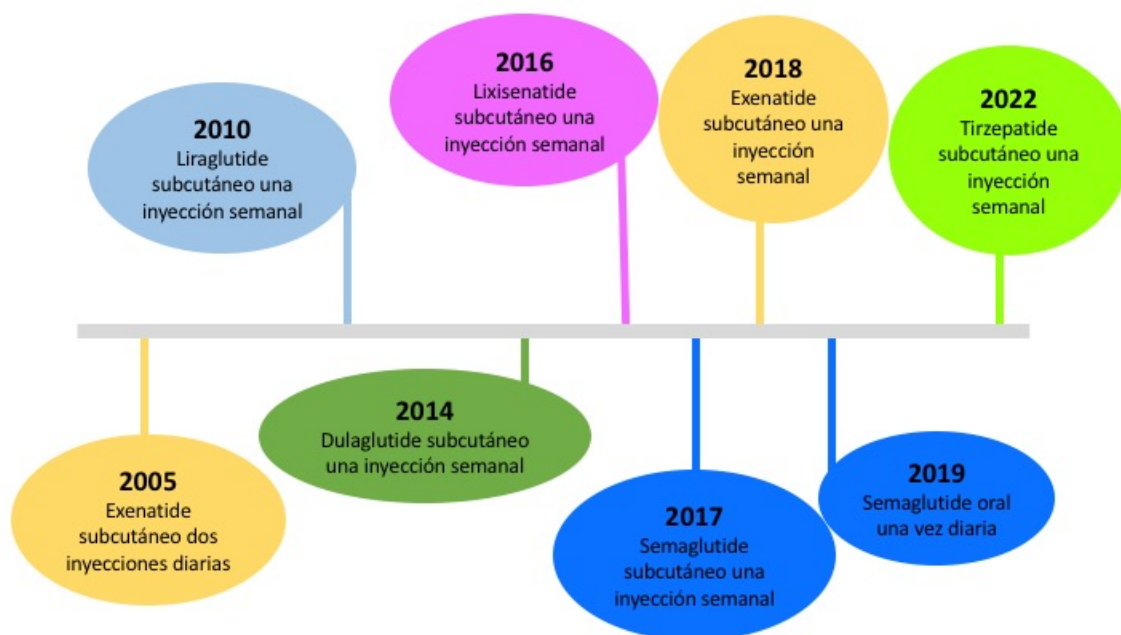 2010
Liraglutide
subcutáneo una
inyección semanal
2016
Lixisenatide
subcutáneo una
inyección semanal
2018
Exenatide
subcutáneo una
inyección
semanal
2022
Tirzepatide
subcutáneo una
inyección
semanal
2005
Exenatide
subcutáneo dos
inyecciones diarias
2014
Dulaglutide subcutáneo
una inyección semanal
2017
Semaglutide
subcutáneo una
inyección semanal
2019
Semaglutide oral
una vez diaria